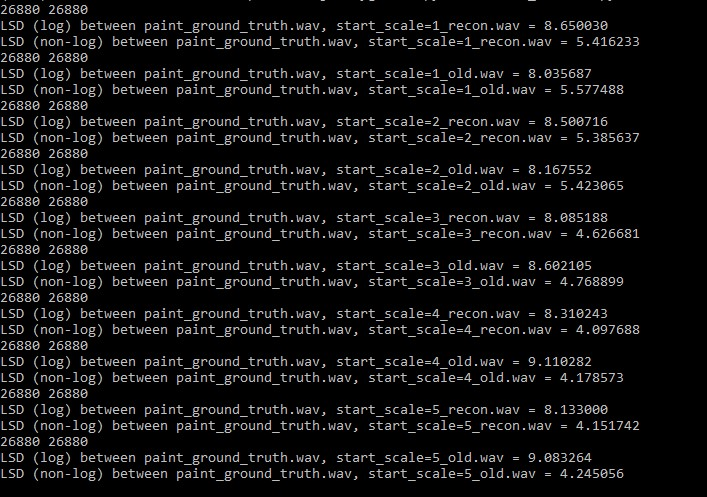 26880 26880
LSD (log) between paint_ground_truth.wav, start_scale=1_recon.wav = 8.650030
LSD (non-log) between paint_ground_truth.wav, start_scale=1_recon.wav = 5.416233
26880 26880
LSD (log) between paint_ground_truth.wav, start_scale=1_old.wav = 8.035687
LSD (non-log) between paint_ground_truth.wav, start_scale=1_old.wav = 5.577488
26880 26880
LSD (log) between paint_ground_truth.wav, start_scale=2_recon.wav = 8.500716
LSD (non-log) between paint_ground_truth.wav, start_scale=2_recon.wav = 5.385637
26880 26880
LSD (log) between paint_ground_truth.wav, start_scale=2_old.wav = 8.167552
LSD (non-log) between paint_ground_truth.wav, start_scale=2_old.wav = 5.423065
26880 26880
LSD (log) between paint_ground_truth.wav, start_scale=3_recon.wav = 8.085188
LSD (non-log) between paint_ground_truth.wav, start_scale=3_recon.wav = 4.626681
26880 26880
LSD (log) between paint_ground_truth.wav, start_scale=3_old.wav = 8.602105
LSD (non-log) between paint_ground_truth.wav, start_scale=3_old.wav = 4.768899
26880 26880
LSD (log) between paint_ground_truth.wav, start_scale=4_recon.wav = 8.310243
LSD (non-log) between paint_ground_truth.wav, start_scale=4_recon.wav = 4.097688
26880 26880
LSD (log) between paint_ground_truth.wav, start_scale=4_old.wav = 9.110282
LSD (non-log) between paint_ground_truth.wav, start_scale=4_old.wav = 4.178573
26880 26880
LSD (log) between paint_ground_truth.wav, start_scale=5_recon.wav = 8.133000
LSD (non-log) between paint_ground_truth.wav, start_scale=5_recon.wav = 4.151742
26880 26880
LSD (log) between paint_ground_truth.wav, start_scale=5_old.wav = 9.083264
LSD (non-log) between paint_ground_truth.wav, start_scale=5_old.wav = 4.245056